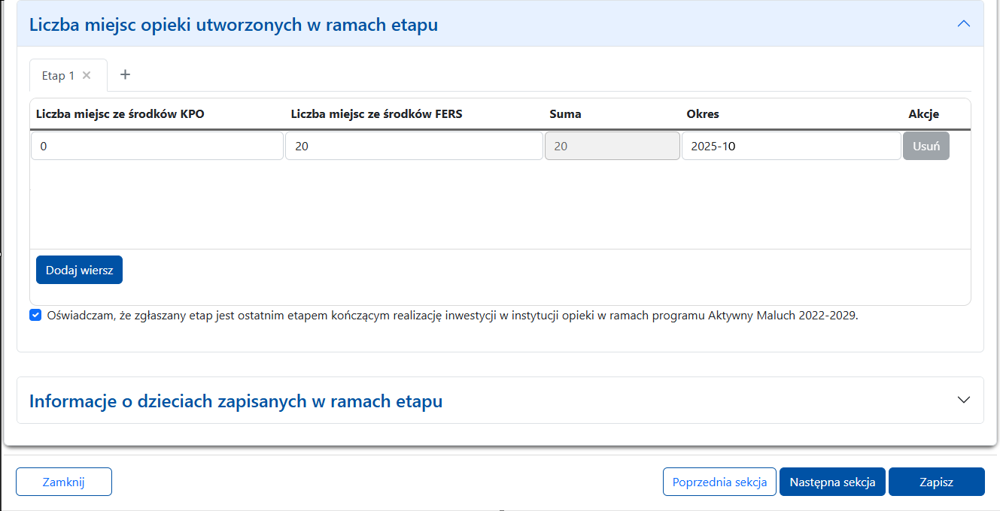 Liczba miejsc opieki utworzonych w ramach etapu
Etap 1 × +
Liczba miejsc ze środków KPO Liczba miejsc ze środków FERS Suma Okres Akcje
0 20 20 2025-10 Usuń
Dodaj wiersz
Oświadczam, że zgłaszany etap jest ostatnim etapem kończącym realizację inwestycji w instytucji opieki w ramach programu Aktywny Maluch 2022-2029.
Informacje o dzieciach zapisanych w ramach etapu
Zamknij Poprzednia sekcja Następna sekcja Zapisz